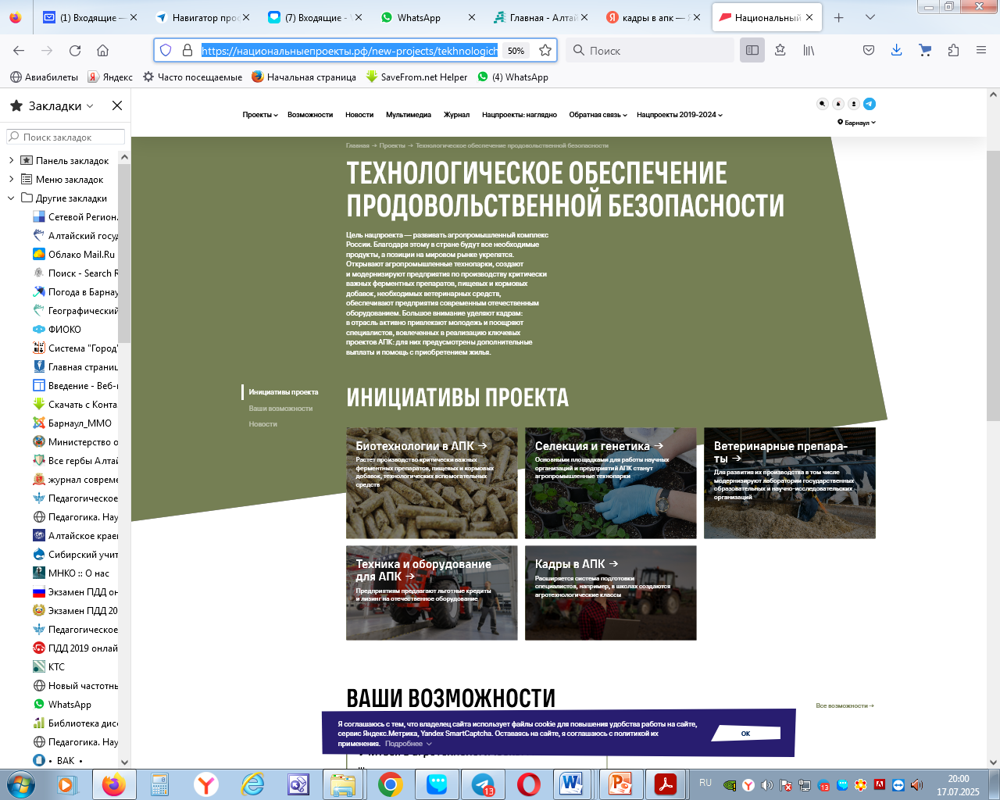 (1) Входящие —
Навигатор прое
(7) Входящие -
WhatsApp
Главная - Алтай
кадры в апк —
Национальный
https://национальныепроекты.рф/new-projects/tekhnologich
50%
Поиск
Авиабилеты
Яндекс
Часто посещаемые
Начальная страница
SaveFrom.net Helper
(4) WhatsApp
Закладки
Поиск закладок
Панель закладок
Меню закладок
Другие закладки
Сетевой Регион.
Алтайский госуд
Облако Mail.Ru
Поиск - Search R
Погода в Барнау
Географический
ФИОКО
Система "Город"
Главная страниц
Введение - Веб-и
Скачать с Конта
Барнаул_ММО
Министерство о
Все гербы Алтай
журнал совреме
Педагогическое
Педагогика. Нау
Алтайское краев
Сибирский учит
МНКО :: О нас
Экзамен ПДД он
Экзамен ПДД 20
Педагогическое
ПДД 2019 онлай
КТС
Новый частотнь
WhatsApp
Библиотека дисс
Педагогика. Нау
• ВАК •
Проекты
Возможности
Новости
Мультимедиа
Журнал
Нацпроекты: наглядно
Обратная связь
Нацпроекты 2019-2024
Барнаул
Главная → Проекты → Технологическое обеспечение продовольственной безопасности
ТЕХНОЛОГИЧЕСКОЕ ОБЕСПЕЧЕНИЕ
ПРОДОВОЛЬСТВЕННОЙ БЕЗОПАСНОСТИ
Цель нацпроекта — развивать агропромышленный комплекс
России. Благодаря этому в стране будут все необходимые
продукты, а позиции на мировом рынке укрепятся.
Открывают агропромышленные технопарки, создают
и модернизируют предприятия по производству критически
важных ферментных препаратов, пищевых и кормовых
добавок, необходимых ветеринарных средств,
обеспечивают предприятия современным отечественным
оборудованием. Большое внимание уделяют кадрам:
в отрасль активно привлекают молодежь и поощряют
специалистов, вовлеченных в реализацию ключевых
проектов АПК: для них предусмотрены дополнительные
выплаты и помощь с приобретением жилья.
Инициативы проекта
Ваши возможности
Новости
ИНИЦИАТИВЫ ПРОЕКТА
Биотехнологии в АПК →
Растет производство критически важных
ферментных препаратов, пищевых и кормовых
добавок, технологических вспомогательных
средств
Селекция и генетика →
Основными площадками для работы научных
организаций и предприятий АПК станут
агропромышленные технопарки
Ветеринарные препара-
ты →
Для развития их производства в том числе
модернизируют лаборатории государственных
образовательных и научно-исследовательских
организаций
Техника и оборудование
для АПК →
Предприятиям предлагают льготные кредиты
и лизинг на отечественное оборудование
Кадры в АПК →
Расширяется система подготовки
специалистов, например, в школах создаются
агротехнологические классы
ВАШИ ВОЗМОЖНОСТИ
Все возможности →
Я соглашаюсь с тем, что владелец сайта использует файлы cookie для повышения удобства работы на сайте,
сервис Яндекс.Метрика, Yandex SmartCaptcha. Оставаясь на сайте, я соглашаюсь с политикой их
применения. Подробнее
ОК
RU
20:00
17.07.2025